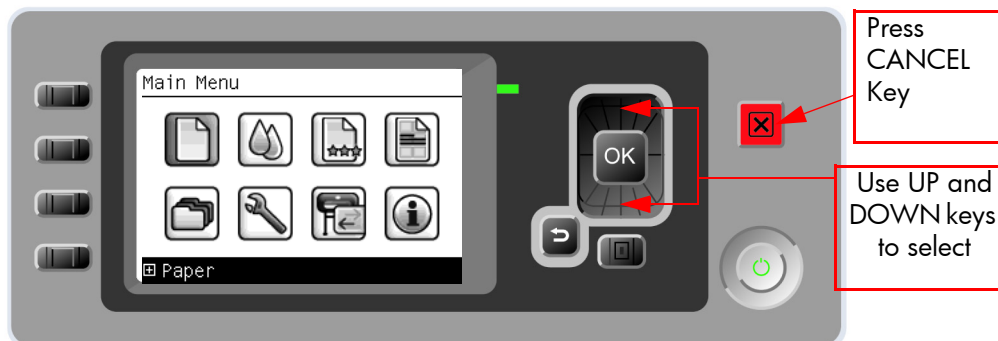 Main Menu
Paper
OK
Press
CANCEL
Key
Use UP and
DOWN keys
to select